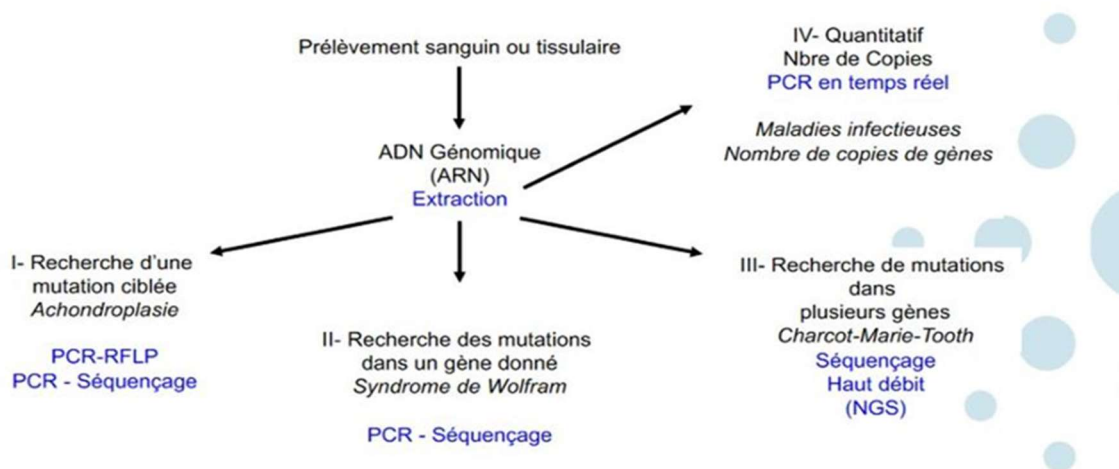 Prélèvement sanguin ou tissulaire
ADN Génomique
(ARN)
Extraction
IV- Quantitatif
Nbre de Copies
PCR en temps réel
Maladies infectieuses
Nombre de copies de gènes
I- Recherche d'une
mutation ciblée
Achondroplasie
PCR-RFLP
PCR - Séquençage
II- Recherche des mutations
dans un gène donné
Syndrome de Wolfram
PCR - Séquençage
III- Recherche de mutations
dans
plusieurs gènes
Charcot-Marie-Tooth
Séquençage
Haut débit
(NGS)